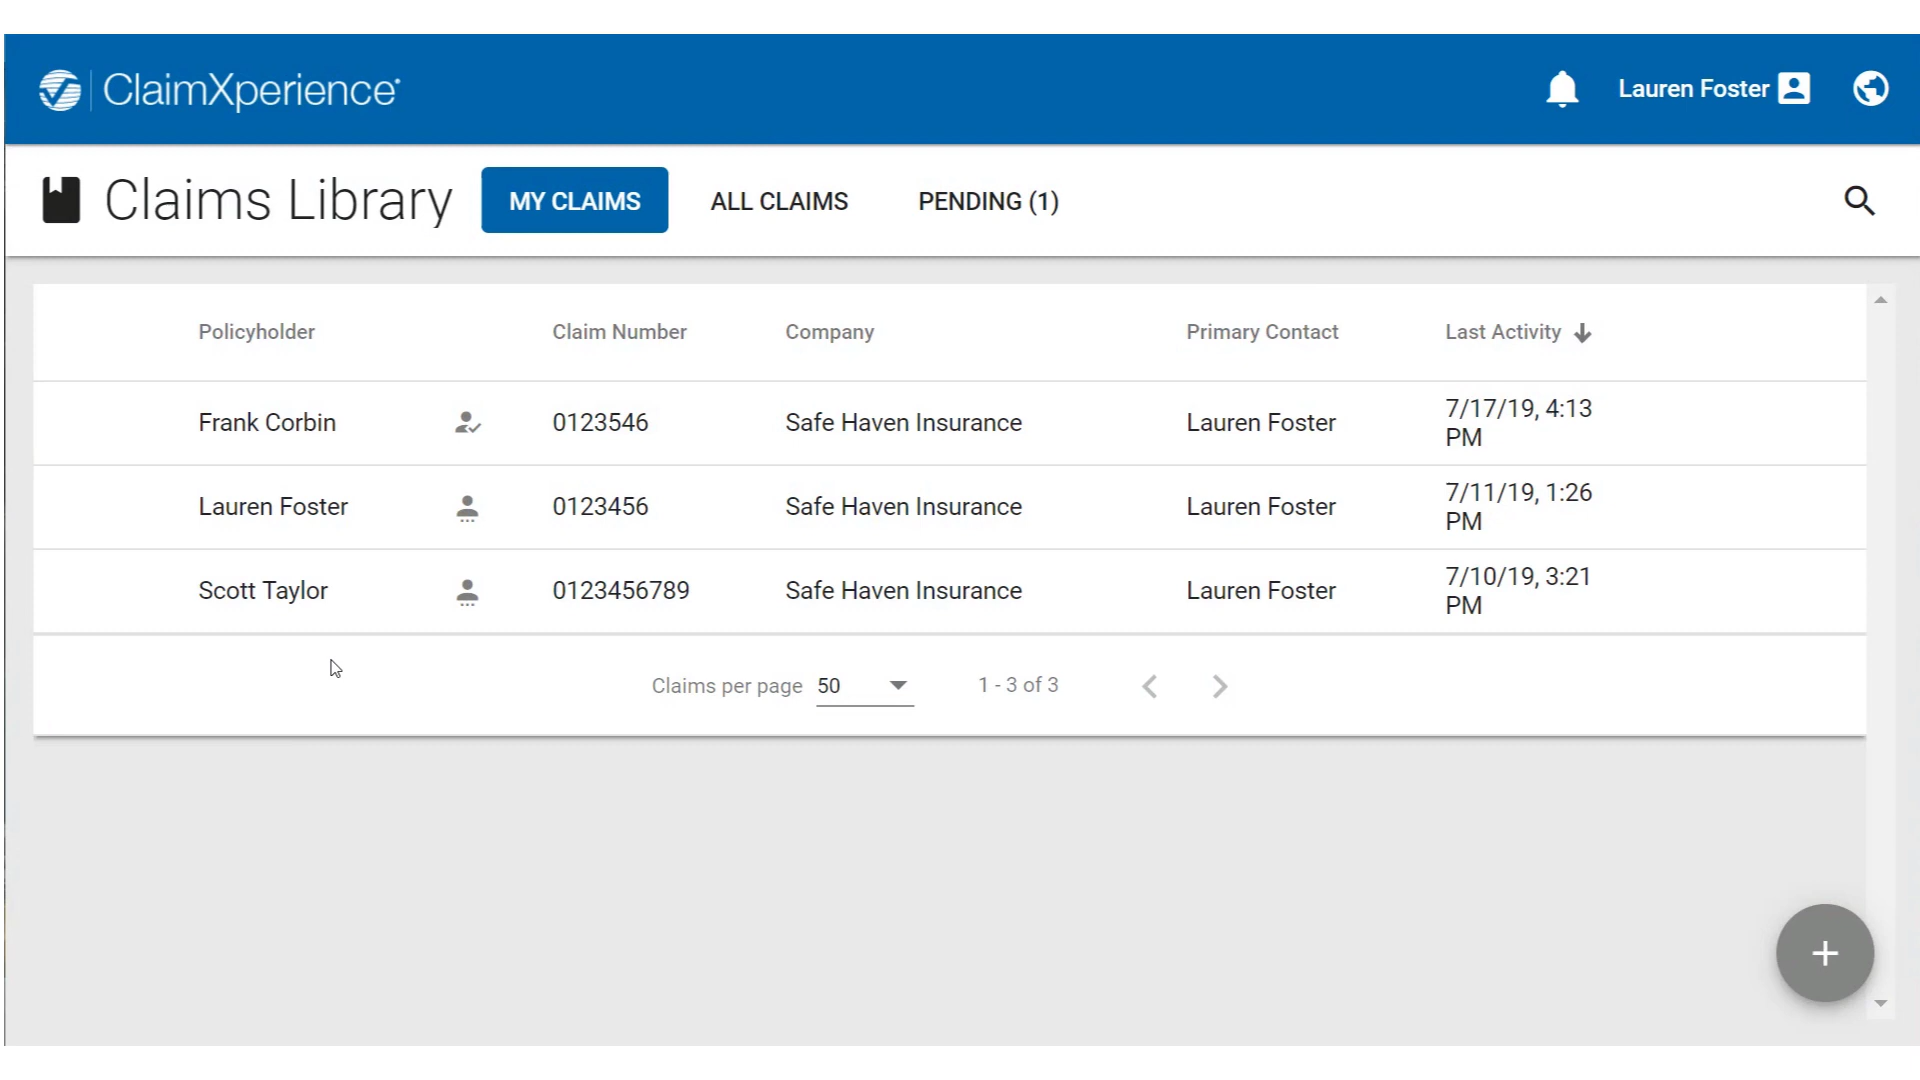 ClaimXperience
Lauren Foster
Claims Library
MY CLAIMS
ALL CLAIMS
PENDING (1)
Policyholder
Claim Number
Company
Primary Contact
Last Activity
Frank Corbin
0123546
Safe Haven Insurance
Lauren Foster
7/17/19, 4:13
PM
Lauren Foster
0123456
Safe Haven Insurance
Lauren Foster
7/11/19, 1:26
PM
Scott Taylor
0123456789
Safe Haven Insurance
Lauren Foster
7/10/19, 3:21
PM
Claims per page
50
1 - 3 of 3